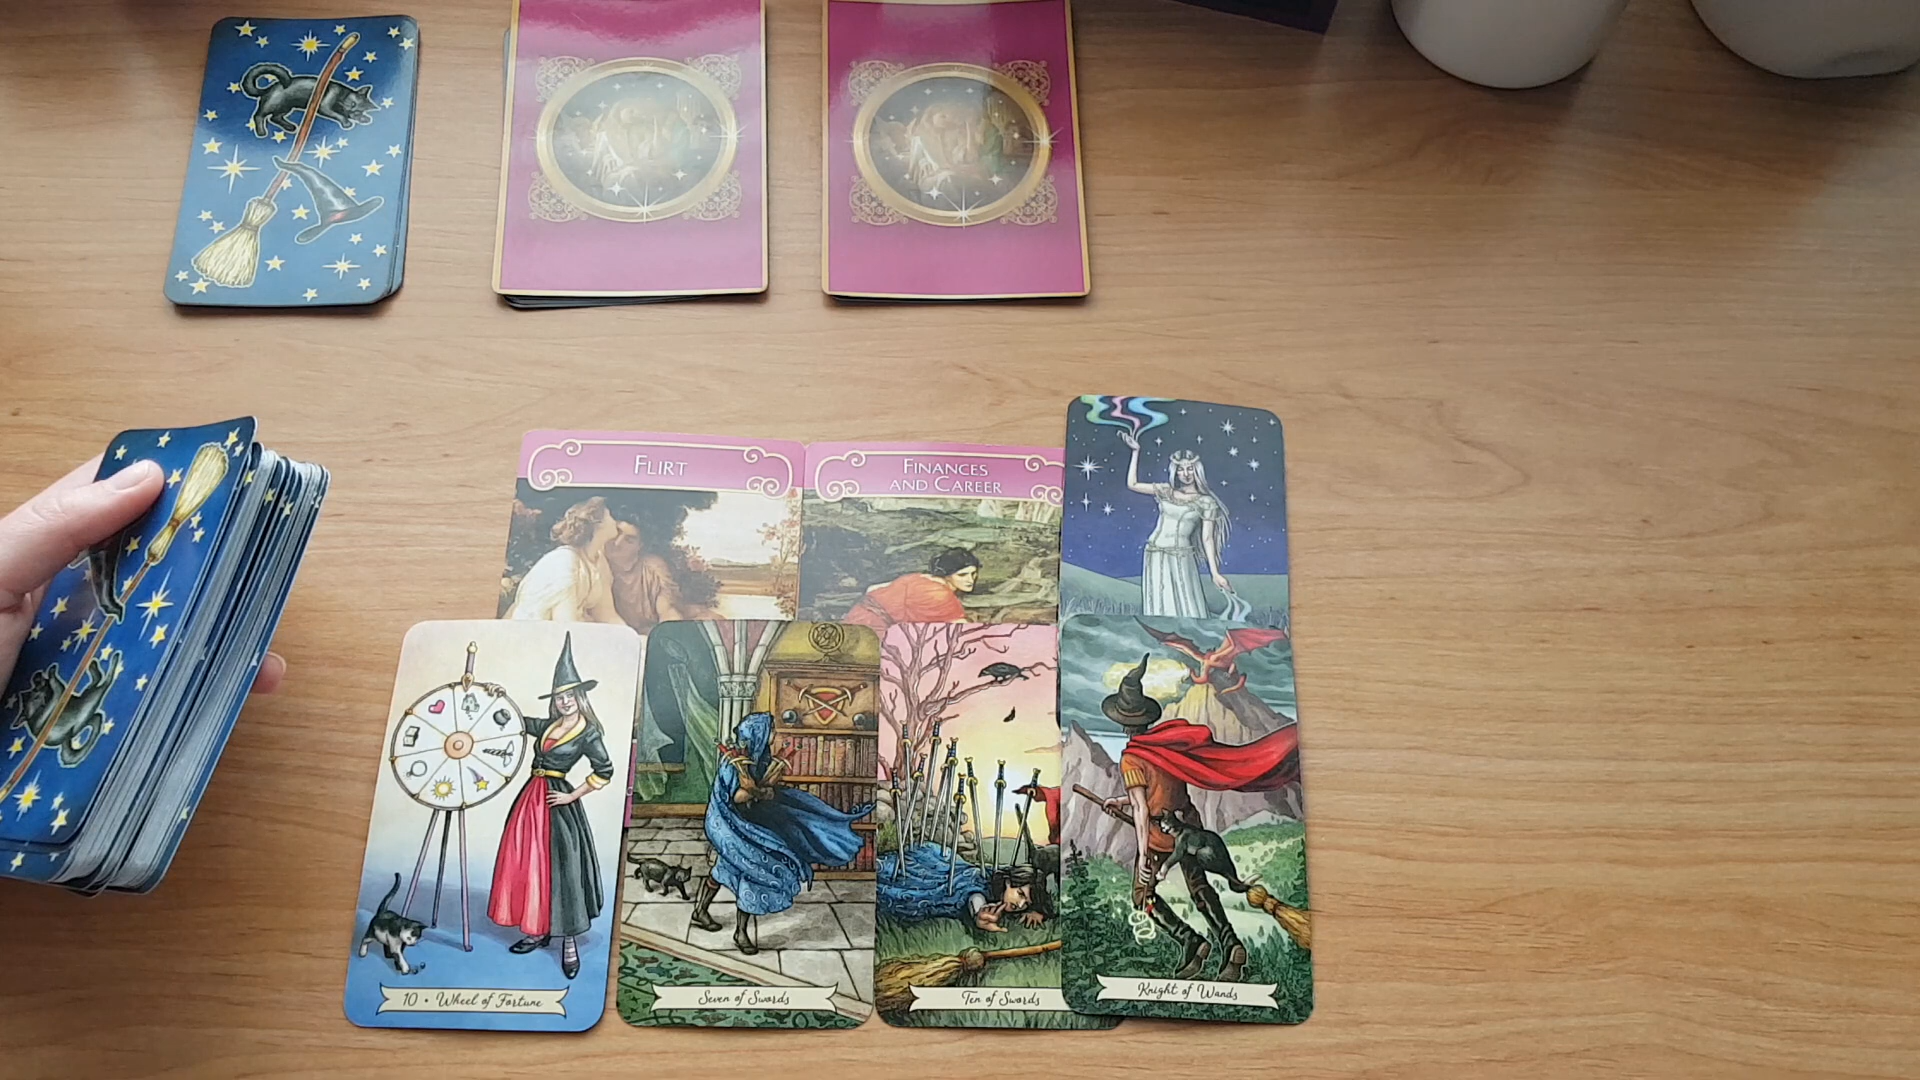 FLIRT
FINANCES
AND CAREER
10 • Wheel of Fortune
Seven of Swords
Ten of Swords
Knight of Wands